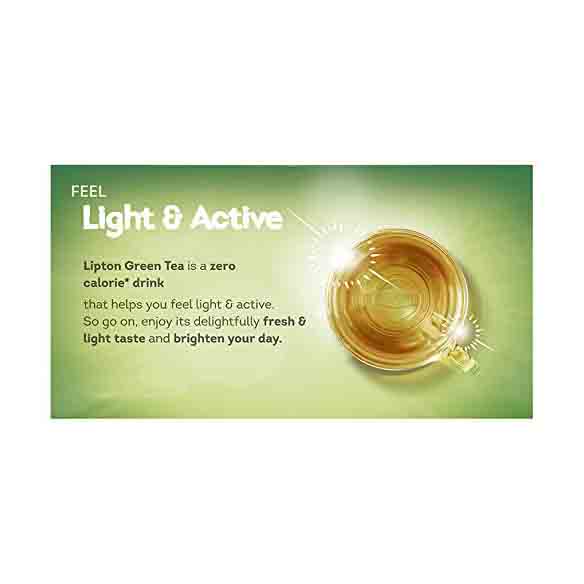 FEEL
Light & Active
Lipton Green Tea is a zero
calorie* drink
that helps you feel light & active.
So go on, enjoy its delightfully fresh &
light taste and brighten your day.